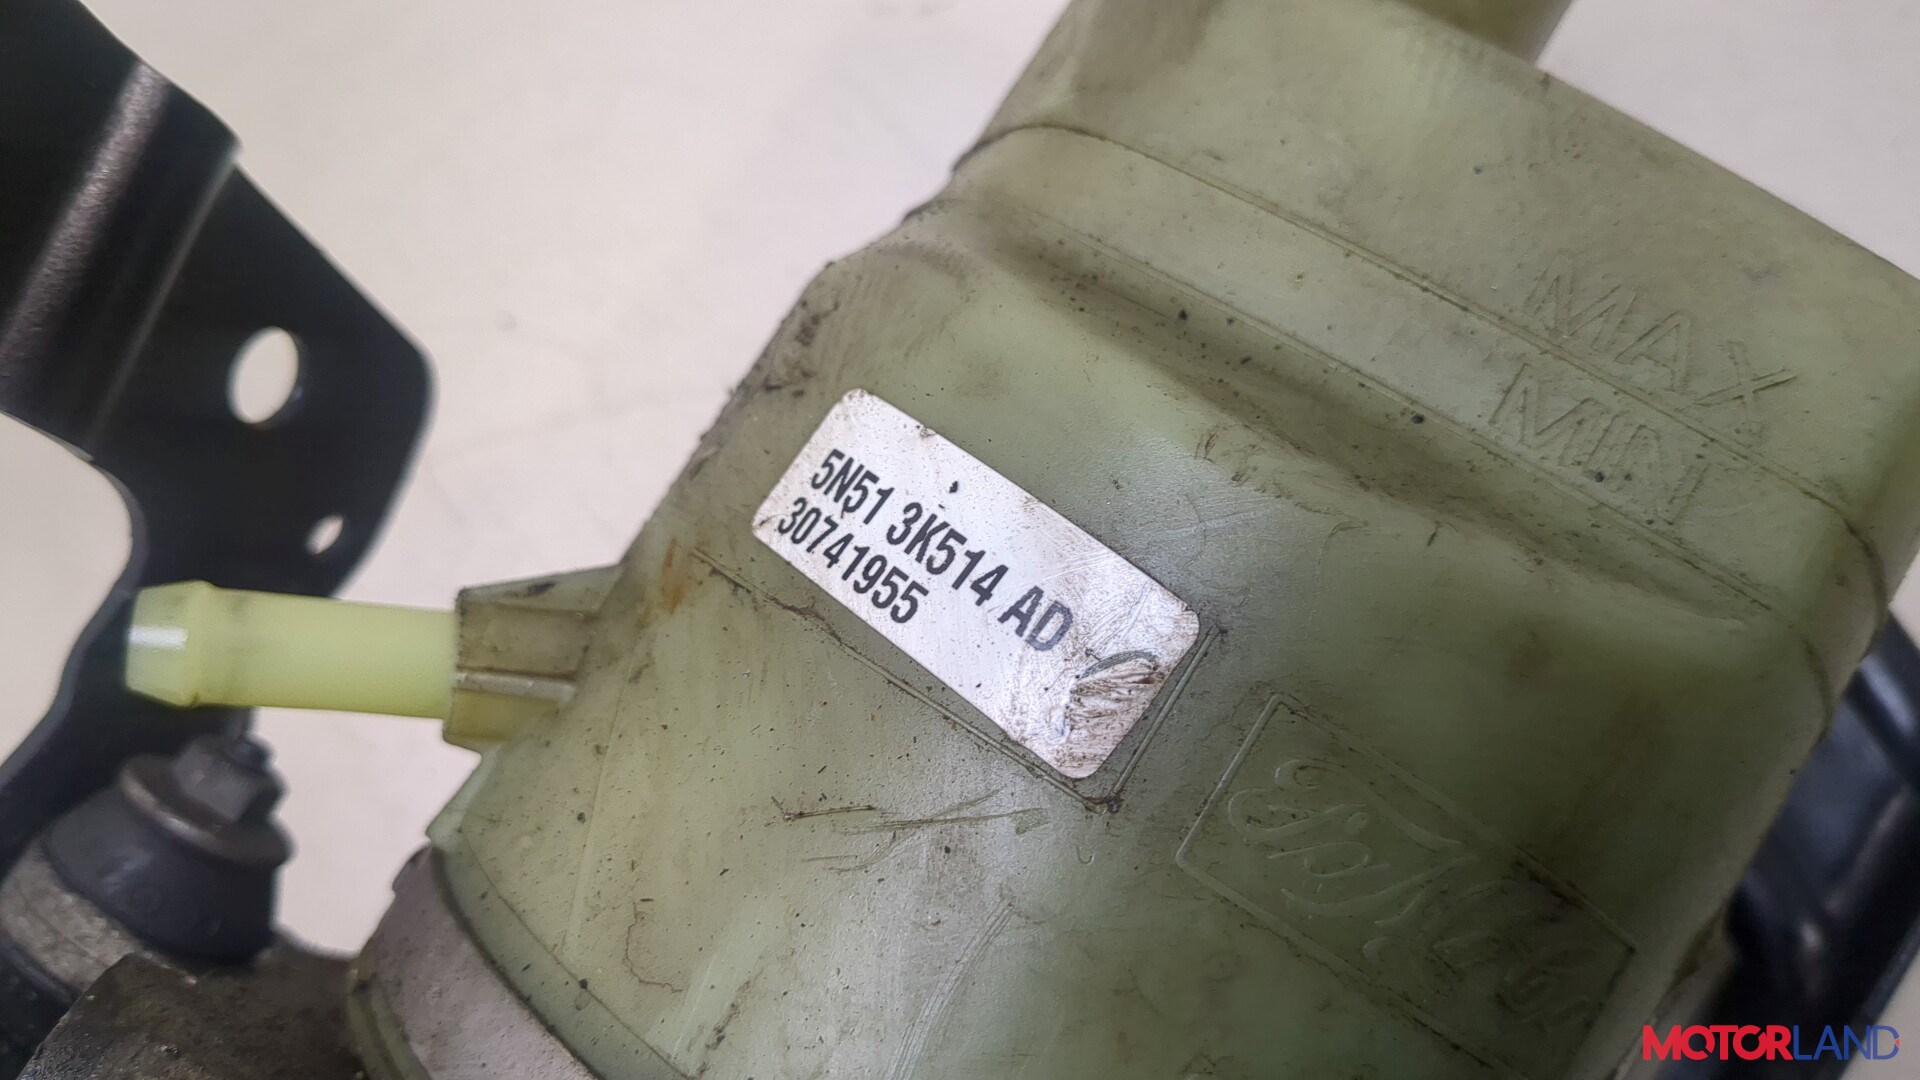 MAX
MIN
5N51 3K514 AD
30741955
MOTORLAND